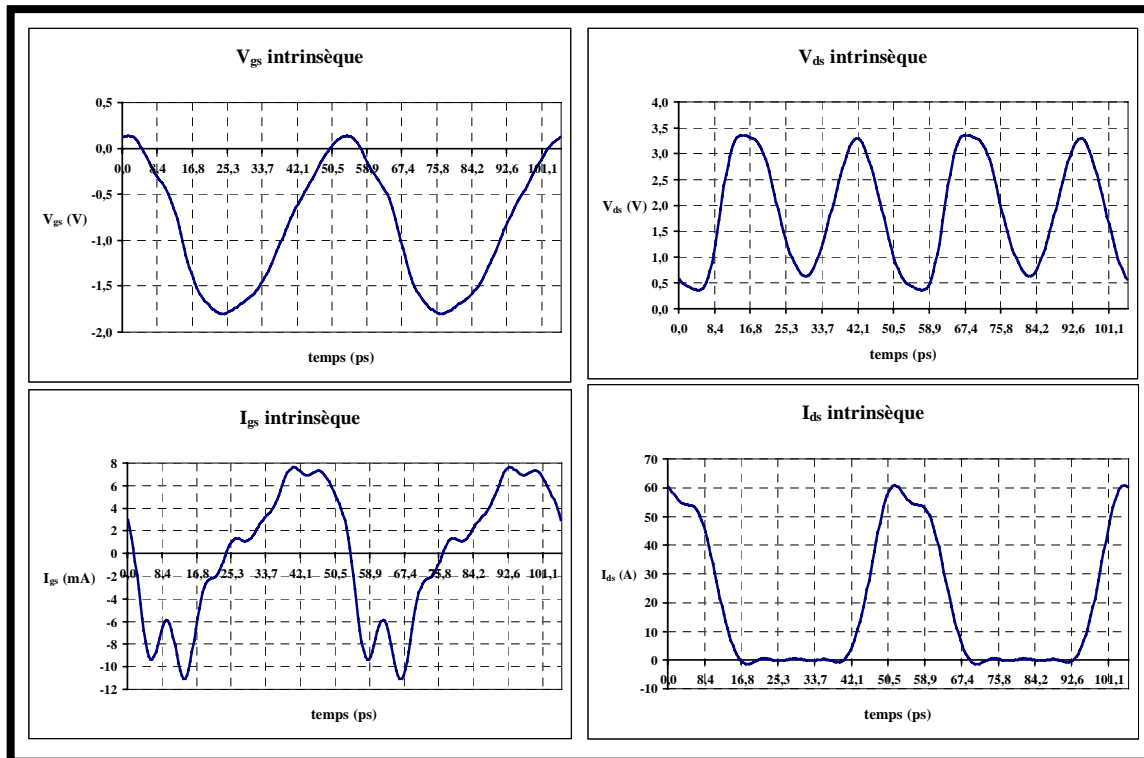 V_gs intrinsèque
0,5
0,0
-0,5
-1,0
-1,5
-2,0
0,0 8,4 16,8 25,3 33,7 42,1 50,5 58,9 67,4 75,8 84,2 92,6 101,1
V_gs (V)
temps (ps)
V_ds intrinsèque
4,0
3,5
3,0
2,5
2,0
1,5
1,0
0,5
0,0
0,0 8,4 16,8 25,3 33,7 42,1 50,5 58,9 67,4 75,8 84,2 92,6 101,1
V_ds (V)
temps (ps)
I_gs intrinsèque
8
6
4
2
0
-2
-4
-6
-8
-10
-12
0,0 8,4 16,8 25,3 33,7 42,1 50,5 58,9 67,4 75,8 84,2 92,6 101,1
I_gs (mA)
temps (ps)
I_ds intrinsèque
70
60
50
40
30
20
10
0
-10
0,0 8,4 16,8 25,3 33,7 42,1 50,5 58,9 67,4 75,8 84,2 92,6 101,1
I_ds (A)
temps (ps)